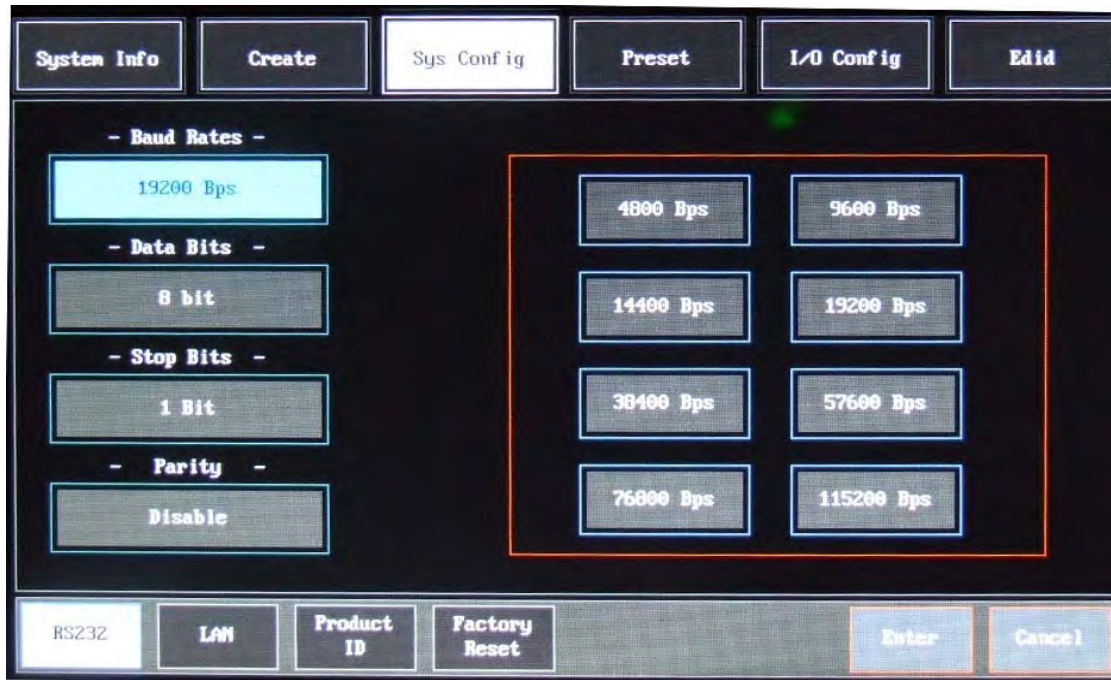 System Info
Create
Sys Config
Preset
I/O Config
Edid
- Baud Rates -
19200 Bps
- Data Bits -
8 bit
- Stop Bits -
1 Bit
- Parity -
Disable
4800 Bps
9600 Bps
14400 Bps
19200 Bps
38400 Bps
57600 Bps
76800 Bps
115200 Bps
RS232
LAN
Product
ID
Factory
Reset
Enter
Cancel